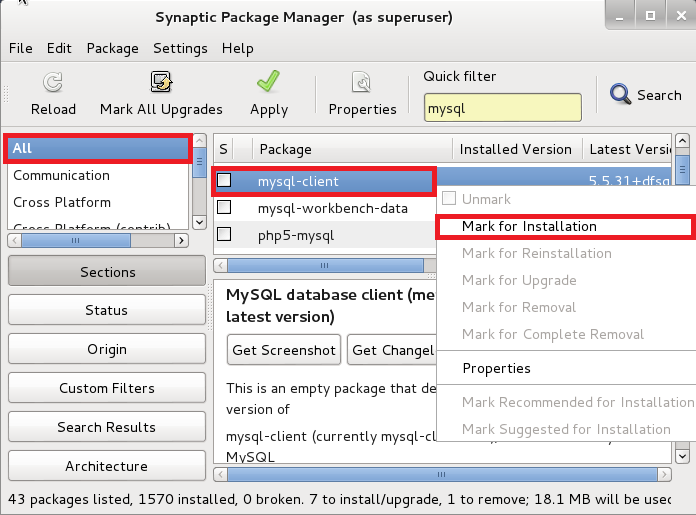 Synaptic Package Manager (as superuser)
File Edit Package Settings Help
Reload Mark All Upgrades Apply Properties
Quick filter
mysql
Search
All
Communication
Cross Platform
Cross Platform (contrib)
Sections
Status
Origin
Custom Filters
Search Results
Architecture
S Package Installed Version Latest Versi
mysql-client 5.5.31+dfsg
mysql-workbench-data
php5-mysql
Unmark
Mark for Installation
Mark for Reinstallation
Mark for Upgrade
Mark for Removal
Mark for Complete Removal
Properties
Mark Recommended for Installation
Mark Suggested for Installation
MySQL database client (me
latest version)
Get Screenshot Get Changel
This is an empty package that de
version of
mysql-client (currently mysql-cl
MySQL
43 packages listed, 1570 installed, 0 broken. 7 to install/upgrade, 1 to remove; 18.1 MB will be used